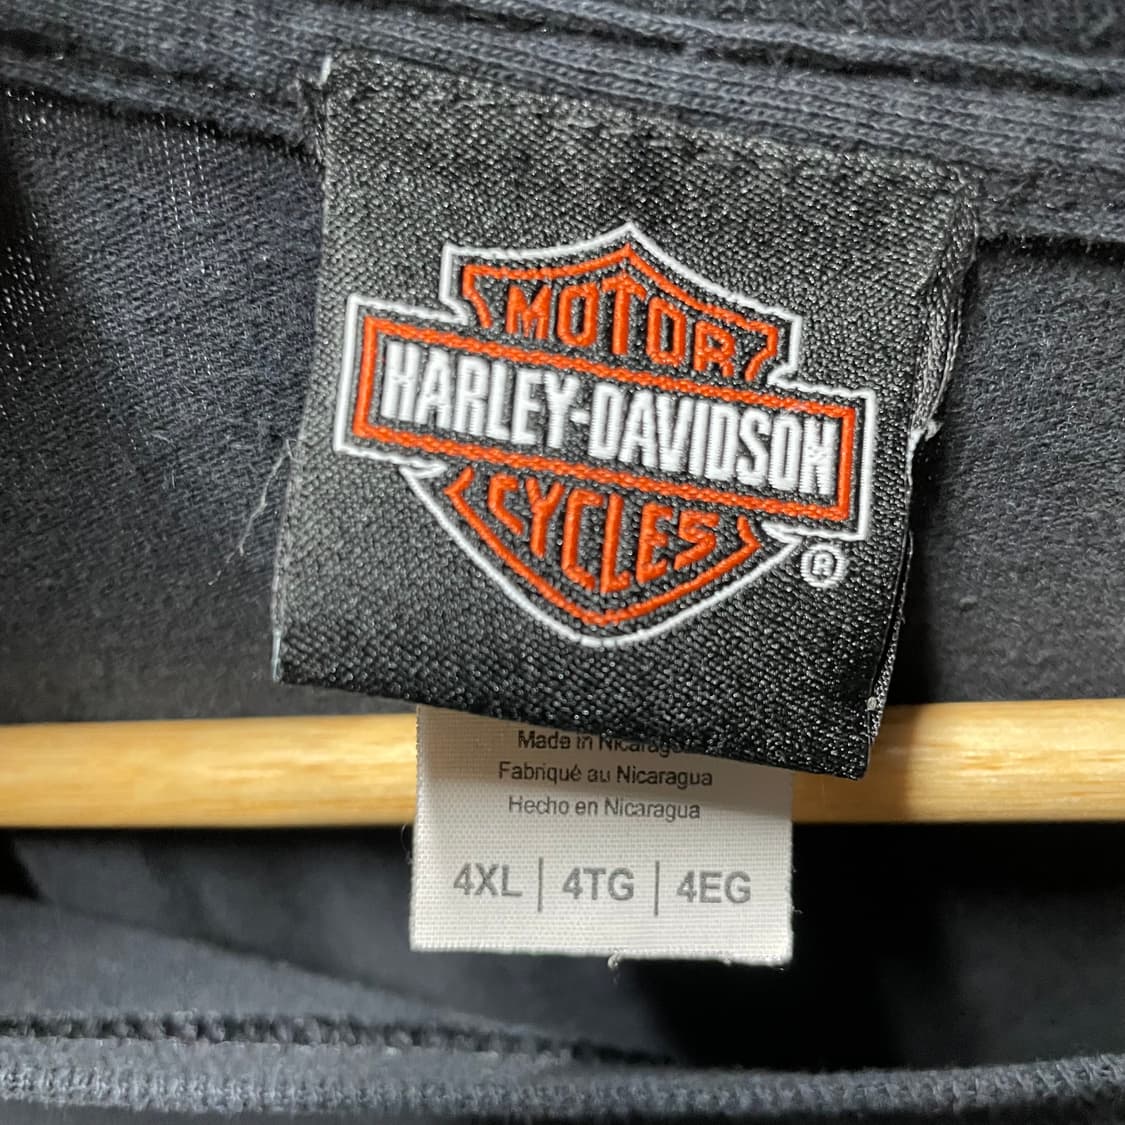 MOTOR
HARLEY-DAVIDSON
CYCLES
®
Made in Nicaragua
Fabriqué au Nicaragua
Hecho en Nicaragua
4XL | 4TG | 4EG